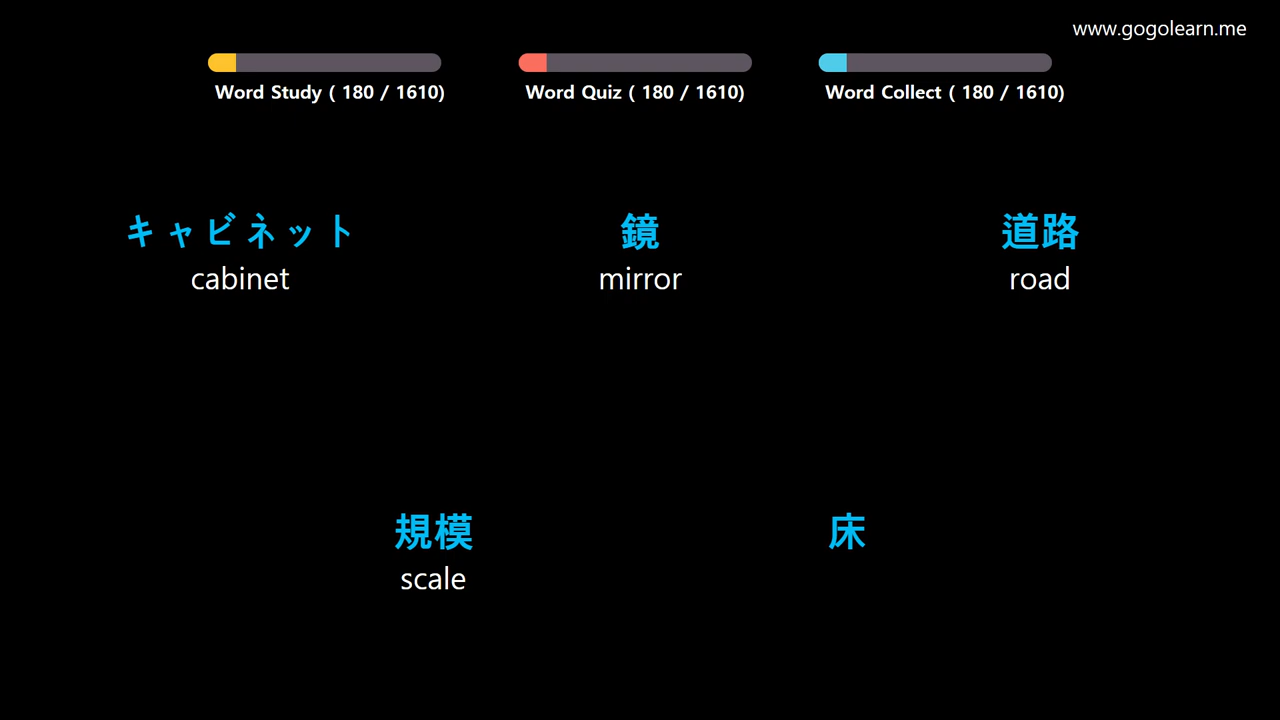 www.gogolearn.me
Word Study ( 180 / 1610)
Word Quiz ( 180 / 1610)
Word Collect ( 180 / 1610)
キャビネット
cabinet
鏡
mirror
道路
road
規模
scale
床